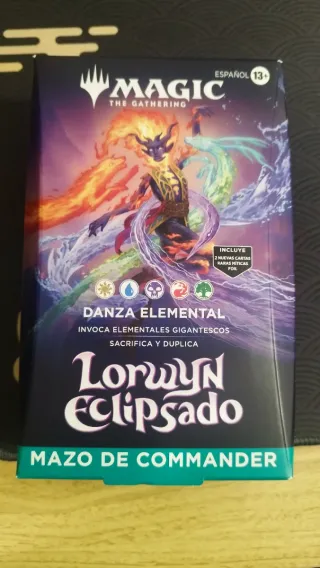 ESPAÑOL 13+
MAGIC
THE GATHERING
INCLUYE
2 NUEVAS CARTAS
RARAS MÍTICAS
FOIL
DANZA ELEMENTAL
INVOCA ELEMENTALES GIGANTESCOS
SACRIFICA Y DUPLICA
Lorwyn
Eclipsado
MAZO DE COMMANDER